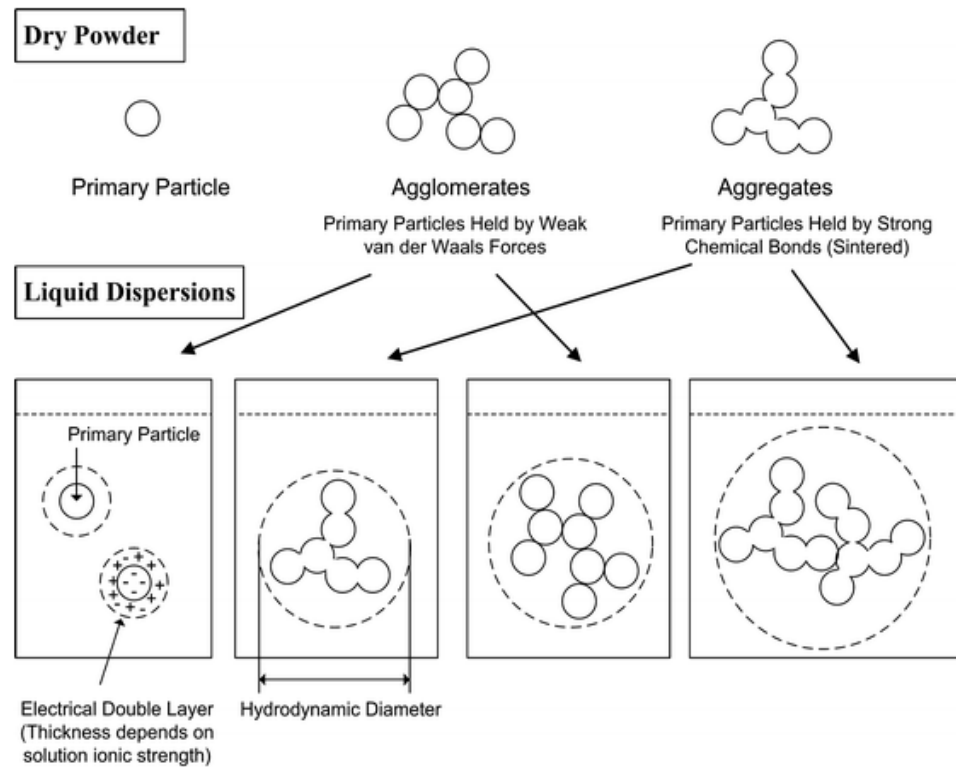 Dry Powder
Primary Particle
Agglomerates
Aggregates
Primary Particles Held by Weak
van der Waals Forces
Primary Particles Held by Strong
Chemical Bonds (Sintered)
Liquid Dispersions
Primary Particle
Electrical Double Layer
(Thickness depends on
solution ionic strength)
Hydrodynamic Diameter